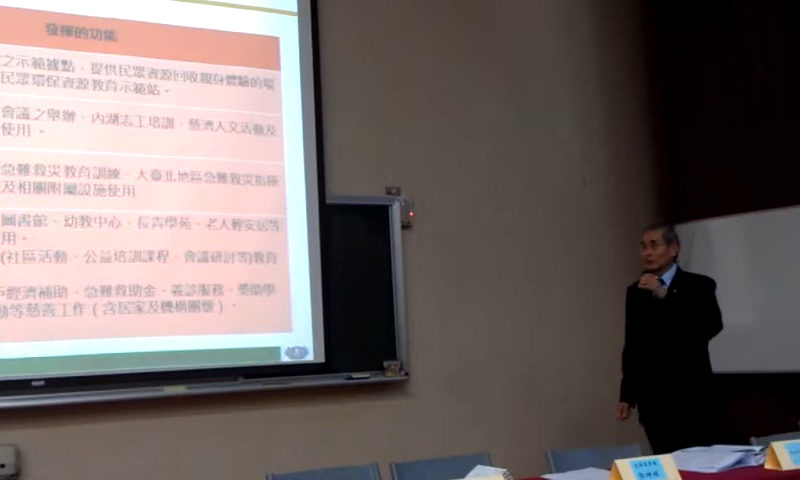 發揮的功能
之示範據點，提供民眾資源回收親身體驗的場
民眾環保資源教育示範站。
會議之舉辦、內湖志工培訓、慈濟人文活動及
使用。
急難救災教育訓練、大臺北地區急難救災指揮
及相關附屬設施使用
圖書館、幼教中心、長青學苑、老人輕安居等
用。
(社區活動、公益培訓課程、會議研討等)教育
經濟補助、急難救助金、義診服務、獎助學
動等慈善工作（含居家及機構關懷）。